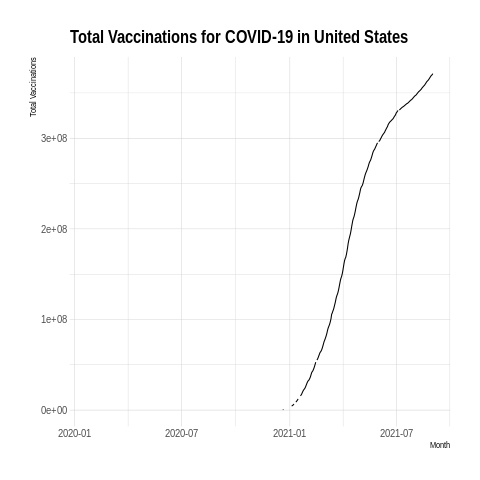 Total Vaccinations for COVID-19 in United States
Total Vaccinations
3e+08
2e+08
1e+08
0e+00
2020-01 2020-07 2021-01 2021-07
Month